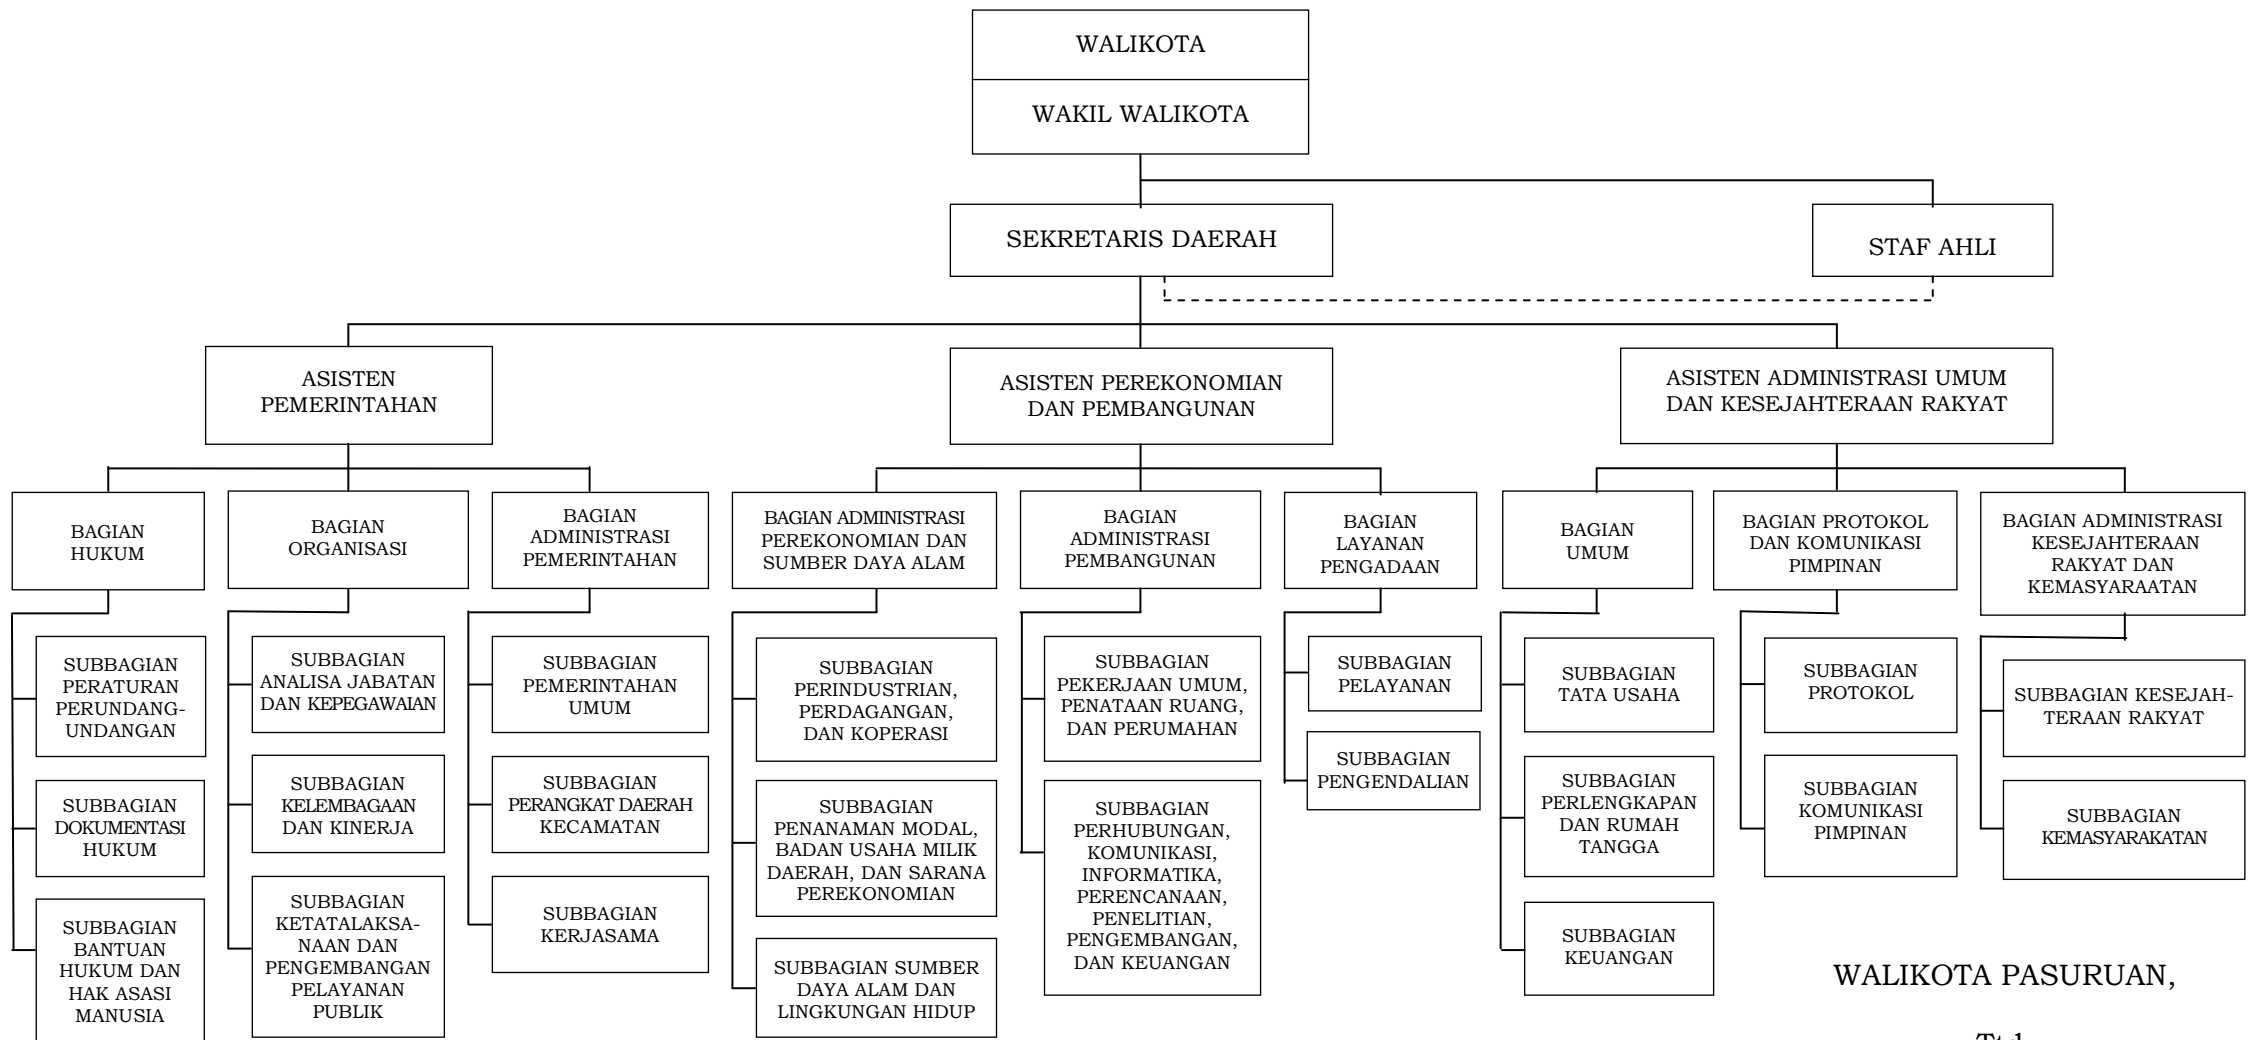 WALIKOTA
WAKIL WALIKOTA
SEKRETARIS DAERAH
STAF AHLI
ASISTEN
PEMERINTAHAN
ASISTEN PEREKONOMIAN
DAN PEMBANGUNAN
ASISTEN ADMINISTRASI UMUM
DAN KESEJAHTERAAN RAKYAT
BAGIAN
HUKUM
BAGIAN
ORGANISASI
BAGIAN
ADMINISTRASI
PEMERINTAHAN
BAGIAN ADMINISTRASI
PEREKONOMIAN DAN
SUMBER DAYA ALAM
BAGIAN
ADMINISTRASI
PEMBANGUNAN
BAGIAN
LAYANAN
PENGADAAN
BAGIAN
UMUM
BAGIAN PROTOKOL
DAN KOMUNIKASI
PIMPINAN
BAGIAN ADMINISTRASI
KESEJAHTERAAN
RAKYAT DAN
KEMASYARAATAN
SUBBAGIAN
PERATURAN
PERUNDANG-
UNDANGAN
SUBBAGIAN
DOKUMENTASI
HUKUM
SUBBAGIAN
BANTUAN
HUKUM DAN
HAK ASASI
MANUSIA
SUBBAGIAN
ANALISA JABATAN
DAN KEPEGAWAIAN
SUBBAGIAN
KELEMBAGAAN
DAN KINERJA
SUBBAGIAN
KETATALAKSA-
NAAN DAN
PENGEMBANGAN
PELAYANAN
PUBLIK
SUBBAGIAN
PEMERINTAHAN
UMUM
SUBBAGIAN
PERANGKAT DAERAH
KECAMATAN
SUBBAGIAN
KERJASAMA
SUBBAGIAN
PERINDUSTRIAN,
PERDAGANGAN,
DAN KOPERASI
SUBBAGIAN
PENANAMAN MODAL,
BADAN USAHA MILIK
DAERAH, DAN SARANA
PEREKONOMIAN
SUBBAGIAN SUMBER
DAYA ALAM DAN
LINGKUNGAN HIDUP
SUBBAGIAN
PEKERJAAN UMUM,
PENATAAN RUANG,
DAN PERUMAHAN
SUBBAGIAN
PERHUBUNGAN,
KOMUNIKASI,
INFORMATIKA,
PERENCANAAN,
PENELITIAN,
PENGEMBANGAN,
DAN KEUANGAN
SUBBAGIAN
PELAYANAN
SUBBAGIAN
PENGENDALIAN
SUBBAGIAN
TATA USAHA
SUBBAGIAN
PERLENGKAPAN
DAN RUMAH
TANGGA
SUBBAGIAN
KEUANGAN
SUBBAGIAN
PROTOKOL
SUBBAGIAN
KOMUNIKASI
PIMPINAN
SUBBAGIAN KESEJAH-
TERAAN RAKYAT
SUBBAGIAN
KEMASYARAKATAN
WALIKOTA PASURUAN,